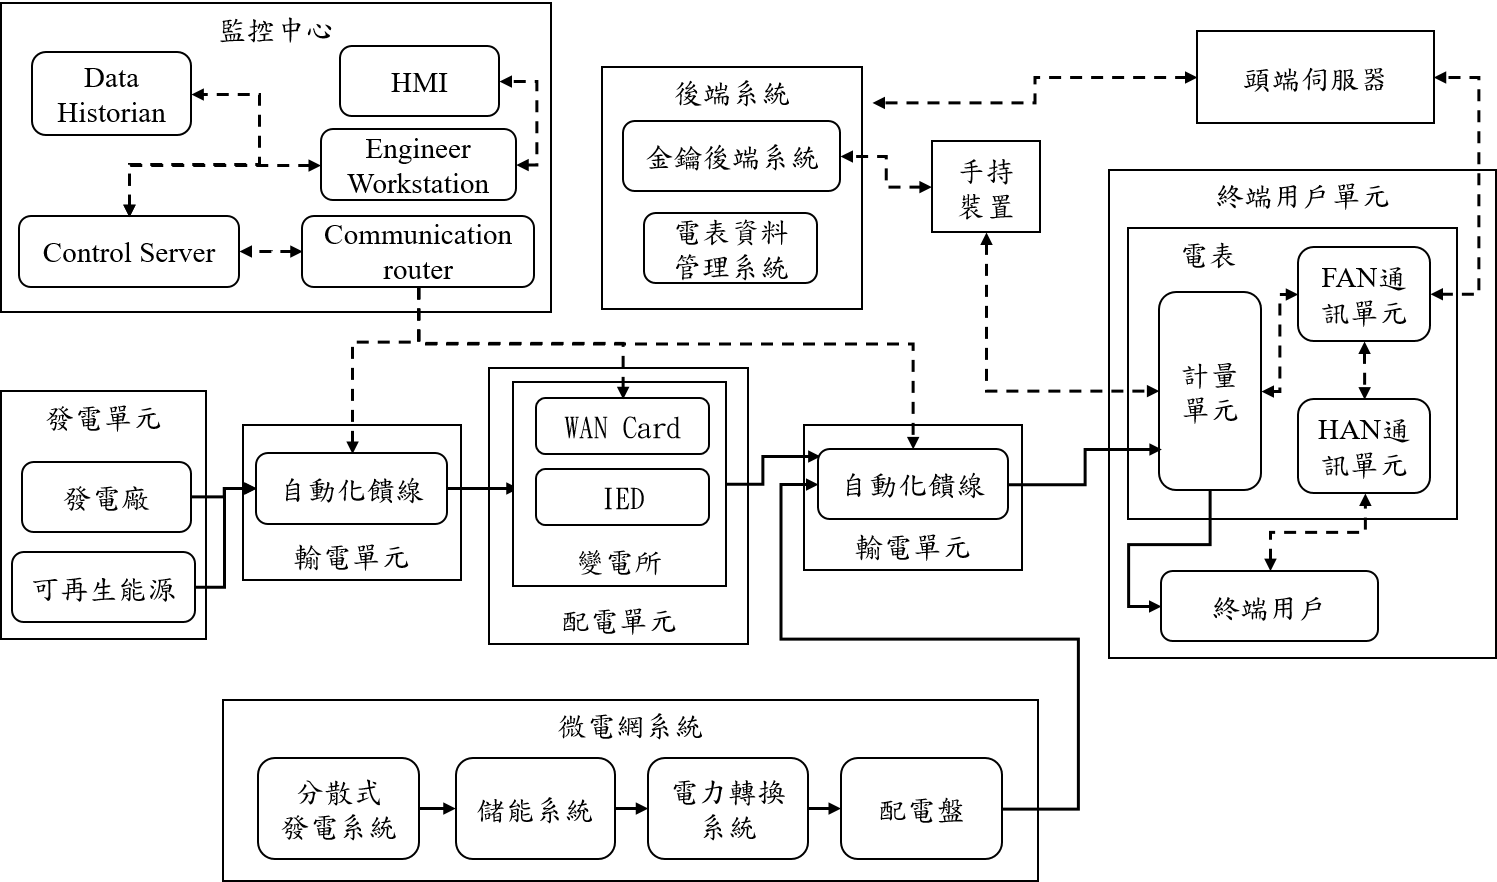 監控中心
Data
Historian
HMI
Engineer
Workstation
Control Server
Communication
router
後端系統
金鑰後端系統
電表資料
管理系統
手持
裝置
頭端伺服器
終端用戶單元
電表
FAN通
訊單元
計量
單元
HAN通
訊單元
終端用戶
發電單元
發電廠
可再生能源
自動化饋線
輸電單元
WAN Card
IED
變電所
配電單元
自動化饋線
輸電單元
微電網系統
分散式
發電系統
儲能系統
電力轉換
系統
配電盤